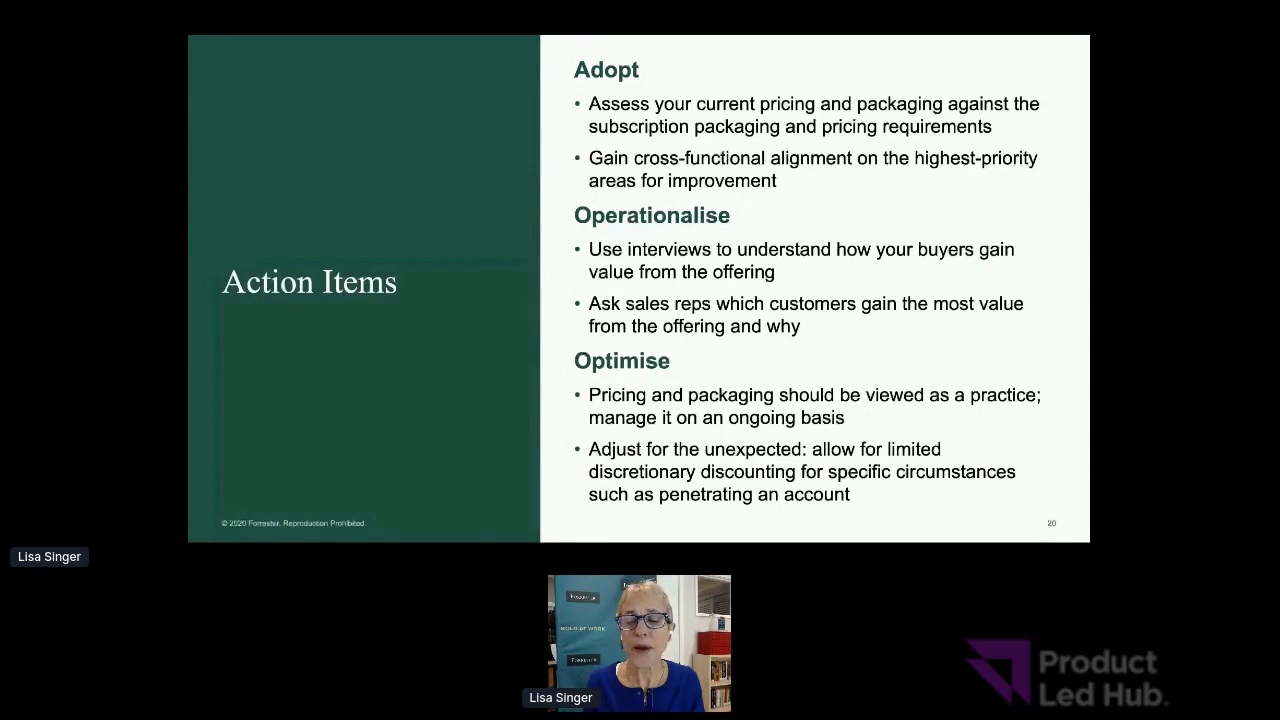 Adopt
• Assess your current pricing and packaging against the
subscription packaging and pricing requirements
• Gain cross-functional alignment on the highest-priority
areas for improvement
Operationalise
• Use interviews to understand how your buyers gain
value from the offering
• Ask sales reps which customers gain the most value
from the offering and why
Optimise
• Pricing and packaging should be viewed as a practice;
manage it on an ongoing basis
• Adjust for the unexpected: allow for limited
discretionary discounting for specific circumstances
such as penetrating an account
Action Items
© 2020 Forrester. Reproduction Prohibited.
20
Lisa Singer
FORRESTER
BOLD AT WORK
FORRESTER
Lisa Singer
Product
Led Hub.